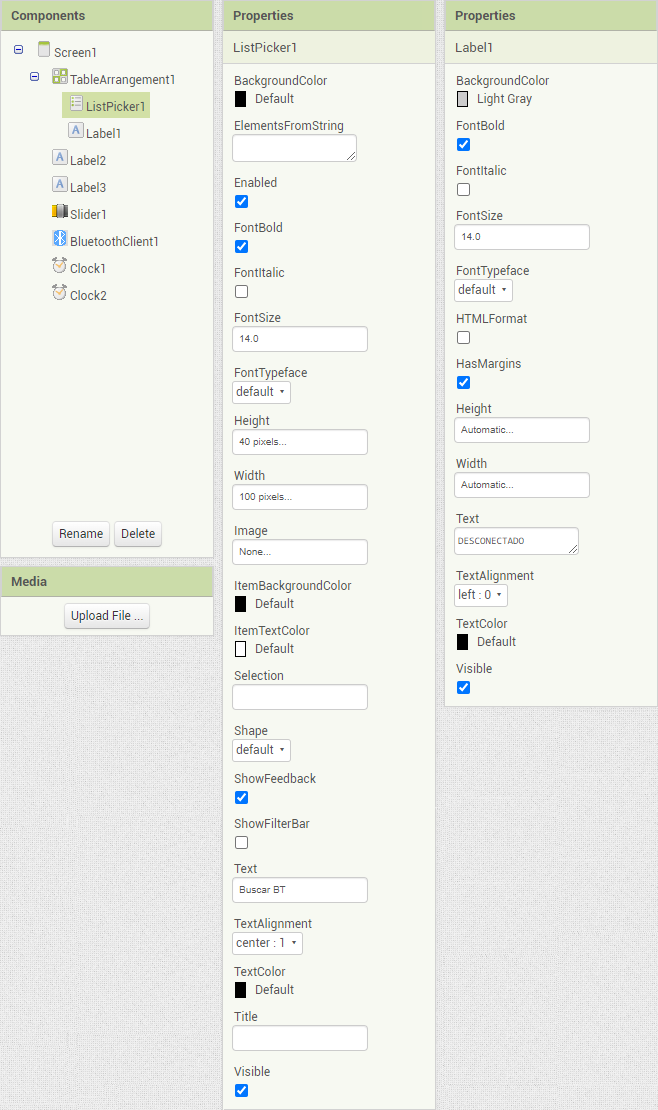 Components
Screen1
TableArrangement1
ListPicker1
A Label1
A Label2
A Label3
Slider1
BluetoothClient1
Clock1
Clock2
Rename Delete
Media
Upload File ...
Properties
ListPicker1
BackgroundColor
Default
ElementsFromString
Enabled
FontBold
FontItalic
FontSize
14.0
FontTypeface
default
Height
40 pixels...
Width
100 pixels...
Image
None...
ItemBackgroundColor
Default
ItemTextColor
Default
Selection
Shape
default
ShowFeedback
ShowFilterBar
Text
Buscar BT
TextAlignment
center : 1
TextColor
Default
Title
Visible
Properties
Label1
BackgroundColor
Light Gray
FontBold
FontItalic
FontSize
14.0
FontTypeface
default
HTMLFormat
HasMargins
Height
Automatic...
Width
Automatic...
Text
DESCONECTADO
TextAlignment
left : 0
TextColor
Default
Visible